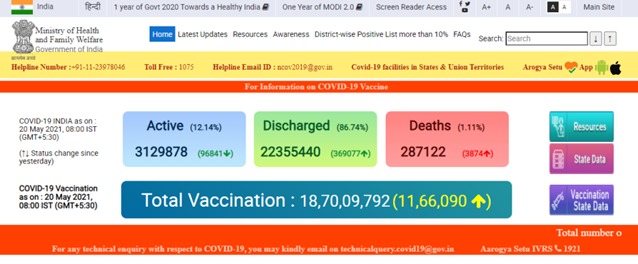 India हिन्दी 1 year of Govt 2020 Towards a Healthy India One Year of MODI 2.0 Screen Reader Acess A+ A A- A A Main Site
Ministry of Health
and Family Welfare
Government of India
Home Latest Updates Resources Awareness District-wise Positive List more than 10% FAQs Search: Search ↓ ↑
Helpline Number :+91-11-23978046 Toll Free : 1075 Helpline Email ID : ncov2019@gov.in Covid-19 facilities in States & Union Territories Arogya Setu App
For Information on COVID-19 Vaccine
COVID-19 INDIA as on :
20 May 2021, 08:00 IST
(GMT+5:30)
(↑↓ Status change since
yesterday)
Active (12.14%)
3129878 (96841↓)
Discharged (86.74%)
22355440 (369077↑)
Deaths (1.11%)
287122 (3874↑)
Resources
State Data
COVID-19 Vaccination
as on : 20 May 2021,
08:00 IST (GMT+5:30)
Total Vaccination : 18,70,09,792 (11,66,090 ↑)
Vaccination
State Data
Total number o
For any technical enquiry with respect to COVID-19, you may kindly email on technicalquery.covid19@gov.in Aarogya Setu IVRS 1921